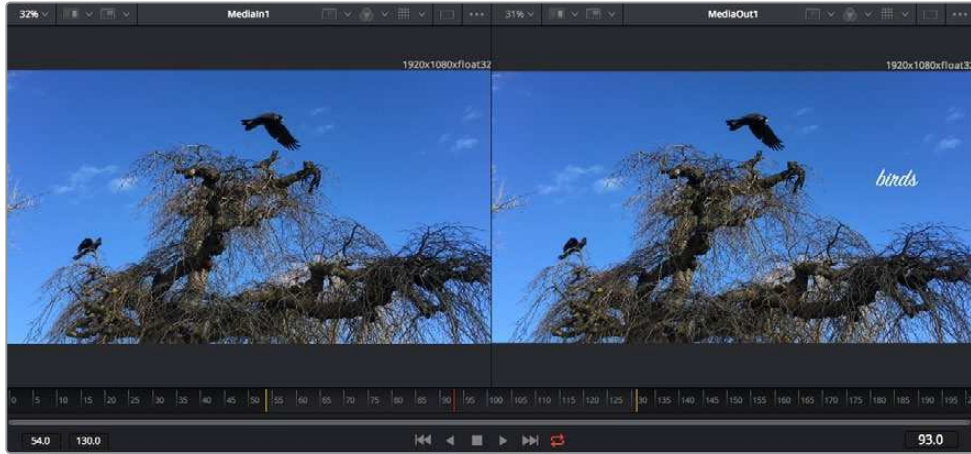 32% MediaIn1 31% MediaOut1
1920x1080xfloat32 1920x1080xfloat32
birds
0 5 10 15 20 25 30 35 40 45 50 55 60 65 70 75 80 85 90 95 100 105 110 115 120 125 130 135 140 145 150 155 160 165 170 175 180 185 190 195
54.0 130.0 93.0